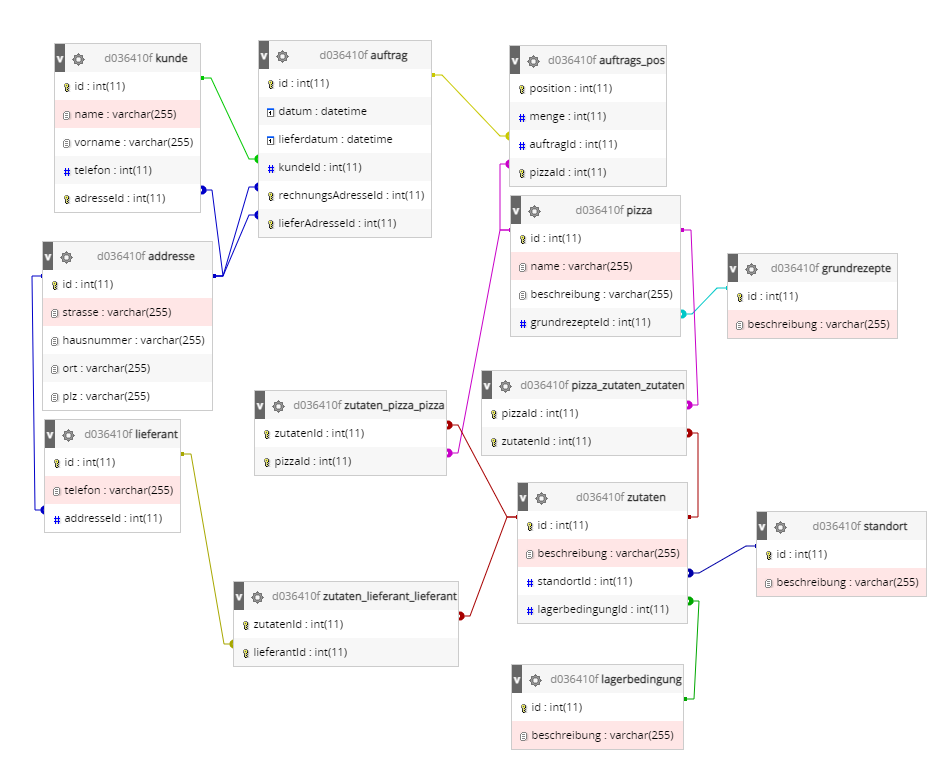 v d036410f kunde
id : int(11)
name : varchar(255)
vorname : varchar(255)
# telefon : int(11)
adresseId : int(11)
v d036410f auftrag
id : int(11)
datum : datetime
lieferdatum : datetime
# kundeId : int(11)
rechnungsAdresseId : int(11)
lieferAdresseId : int(11)
v d036410f auftrags_pos
position : int(11)
# menge : int(11)
# auftragId : int(11)
pizzaId : int(11)
v d036410f pizza
id : int(11)
name : varchar(255)
beschreibung : varchar(255)
# grundrezepteId : int(11)
v d036410f grundrezepte
id : int(11)
beschreibung : varchar(255)
v d036410f addresse
id : int(11)
strasse : varchar(255)
hausnummer : varchar(255)
ort : varchar(255)
plz : varchar(255)
v d036410f zutaten_pizza_pizza
zutatenId : int(11)
pizzaId : int(11)
v d036410f pizza_zutaten_zutaten
pizzaId : int(11)
zutatenId : int(11)
v d036410f lieferant
id : int(11)
telefon : varchar(255)
# addresseId : int(11)
v d036410f zutaten
id : int(11)
beschreibung : varchar(255)
# standortId : int(11)
# lagerbedingungId : int(11)
v d036410f standort
id : int(11)
beschreibung : varchar(255)
v d036410f zutaten_lieferant_lieferant
zutatenId : int(11)
lieferantId : int(11)
v d036410f lagerbedingung
id : int(11)
beschreibung : varchar(255)